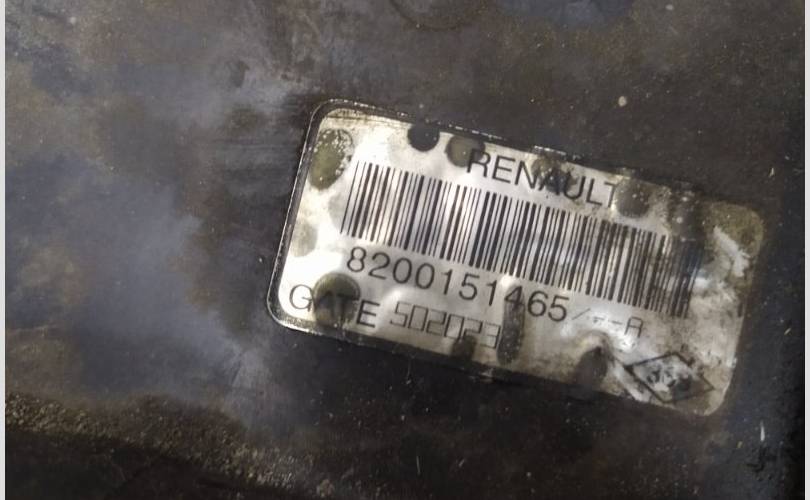 RENAULT
8200151465 / -- A
GATE 502023